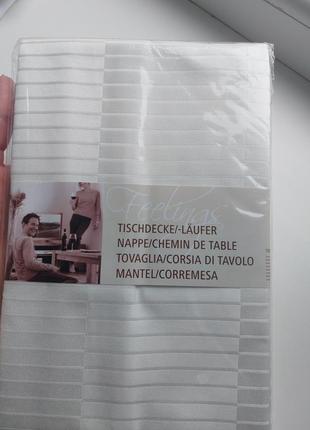 Feelings
TISCHDECKE/-LÄUFER
NAPPE/CHEMIN DE TABLE
TOVAGLIA/CORSIA DI TAVOLO
MANTEL/CORREMESA